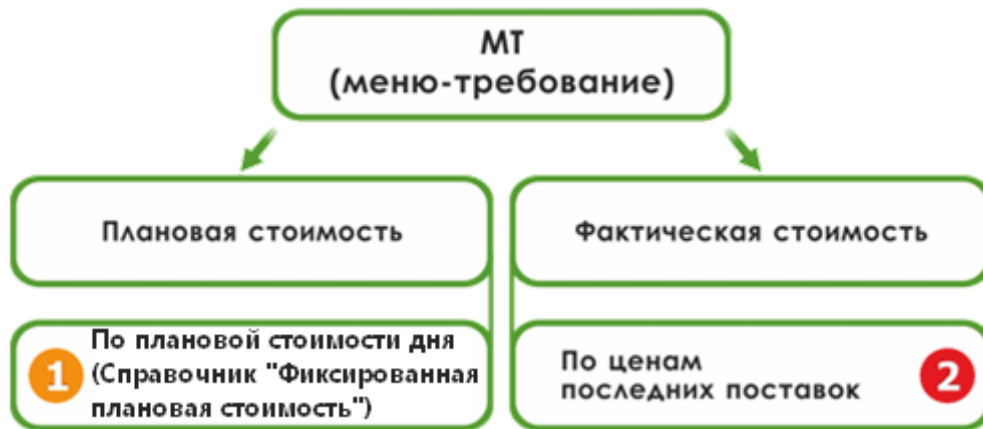 МТ
(меню-требование)
Плановая стоимость
Фактическая стоимость
1
По плановой стоимости дня
(Справочник "Фиксированная
плановая стоимость")
По ценам
последних поставок
2